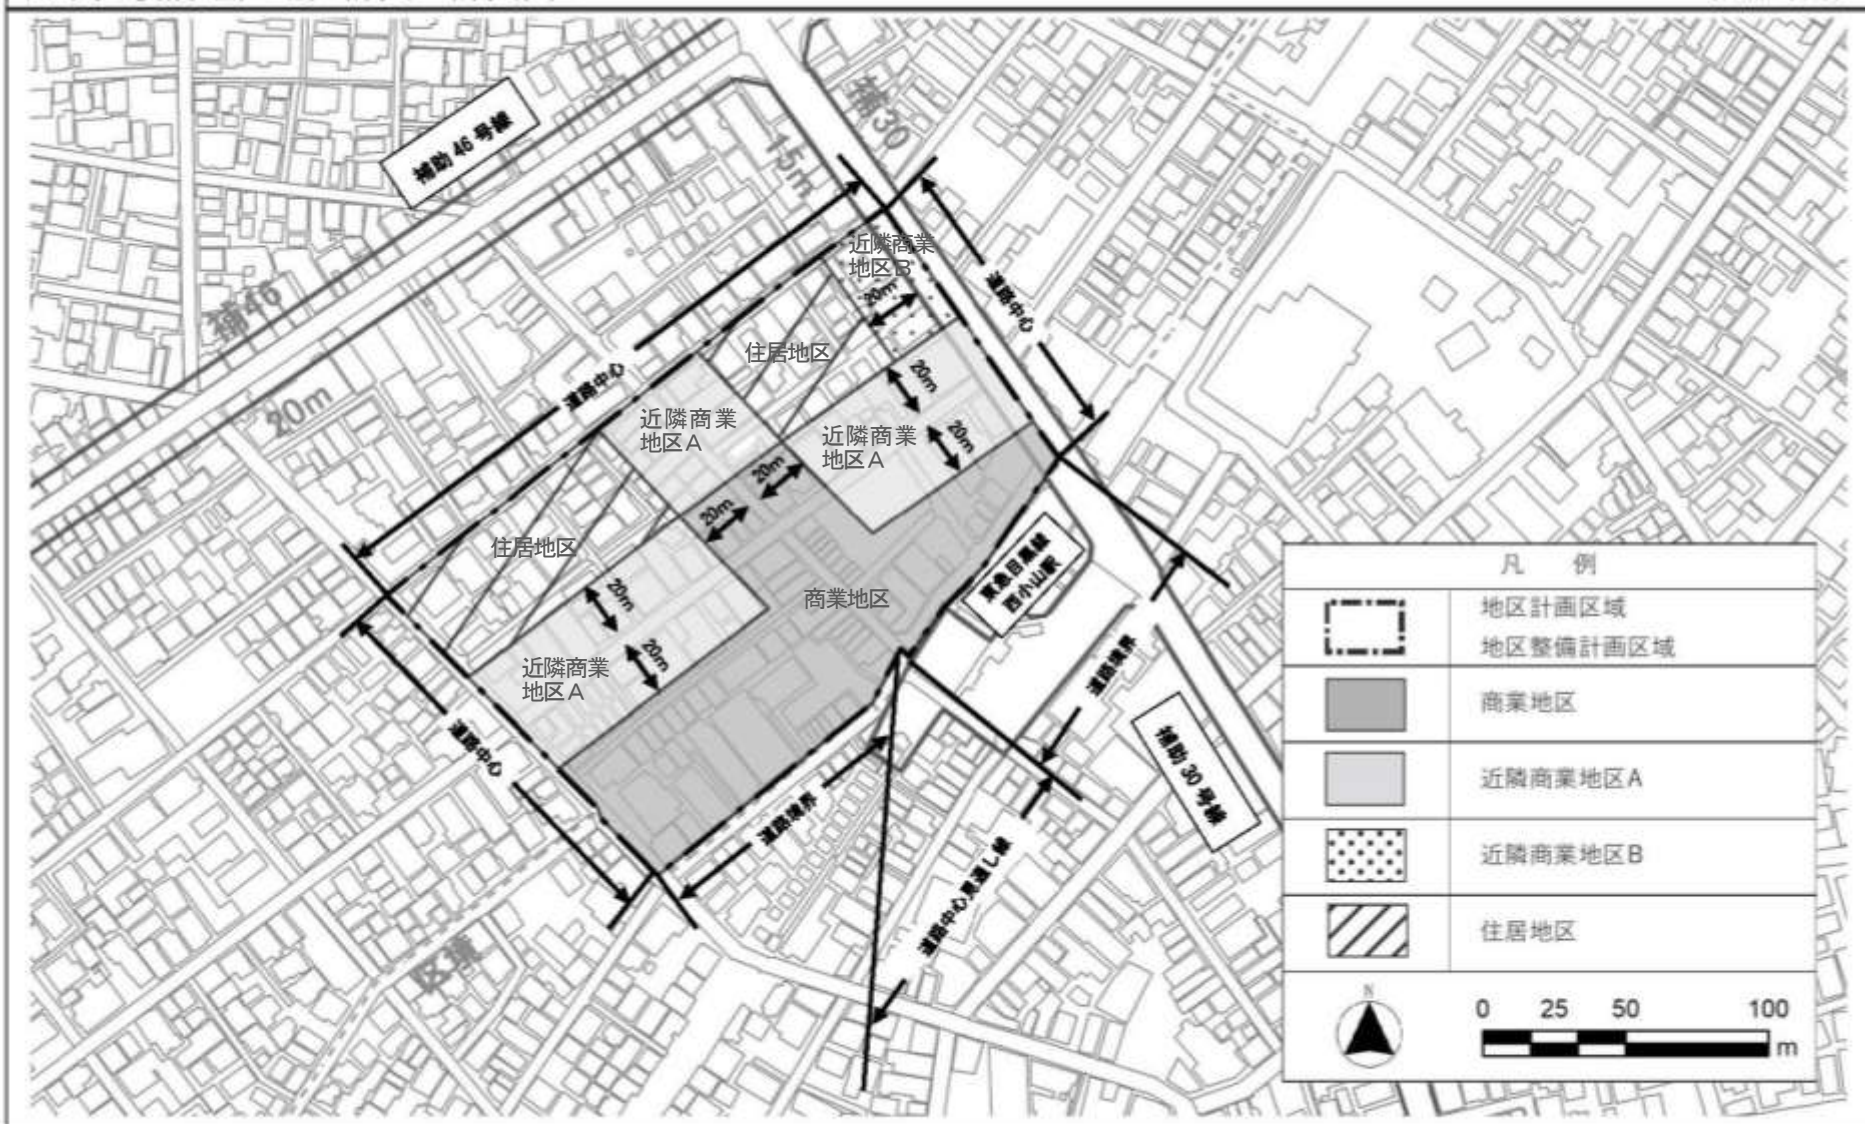 補助 46 号線
補30
15m
補46
20m
近隣商業
地区B
20m
道路中心
住居地区
20m
道路中心
近隣商業
地区A
近隣商業
地区A
20m
20m
20m
住居地区
20m
商業地区
東急目黒線
西小山駅
20m
近隣商業
地区A
道路境界
道路中心
補助 30 号線
道路境界
道路中心見通し線
凡 例
地区計画区域
地区整備計画区域
商業地区
近隣商業地区A
近隣商業地区B
住居地区
N
0 25 50 100
m